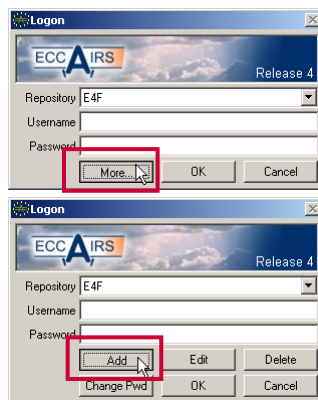 Logon
ECCAIRS
Release 4
Repository E4F
Username
Password
More... OK Cancel
Logon
ECCAIRS
Release 4
Repository E4F
Username
Password
Add Edit Delete
Change Pwd OK Cancel